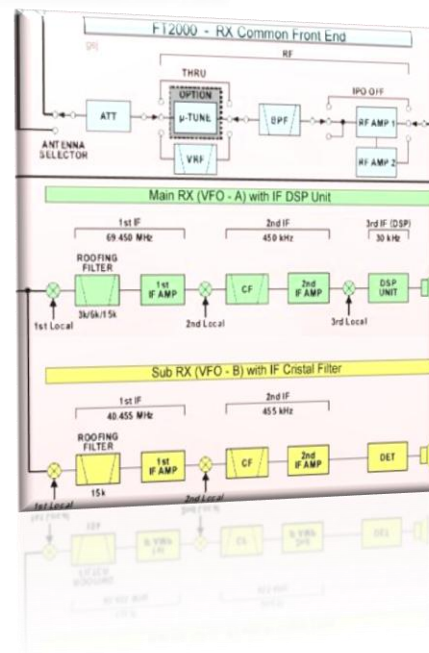 FT2000 - RX Common Front End
RF
THRU
OPTION
µ-TUNE
VRF
ATT
ANTENNA
SELECTOR
BPF
IPO OFF
RF AMP 1
RF AMP 2
Main RX (VFO - A) with IF DSP Unit
1st IF
69.450 MHz
2nd IF
450 kHz
3rd IF (DSP)
30 kHz
ROOFING
FILTER
3k/6k/15k
1st
IF AMP
CF
2nd
IF AMP
DSP
UNIT
1st Local
2nd Local
3rd Local
Sub RX (VFO - B) with IF Cristal Filter
1st IF
40.455 MHz
2nd IF
455 kHz
ROOFING
FILTER
15k
1st
IF AMP
CF
2nd
IF AMP
DET
1st Local
2nd Local